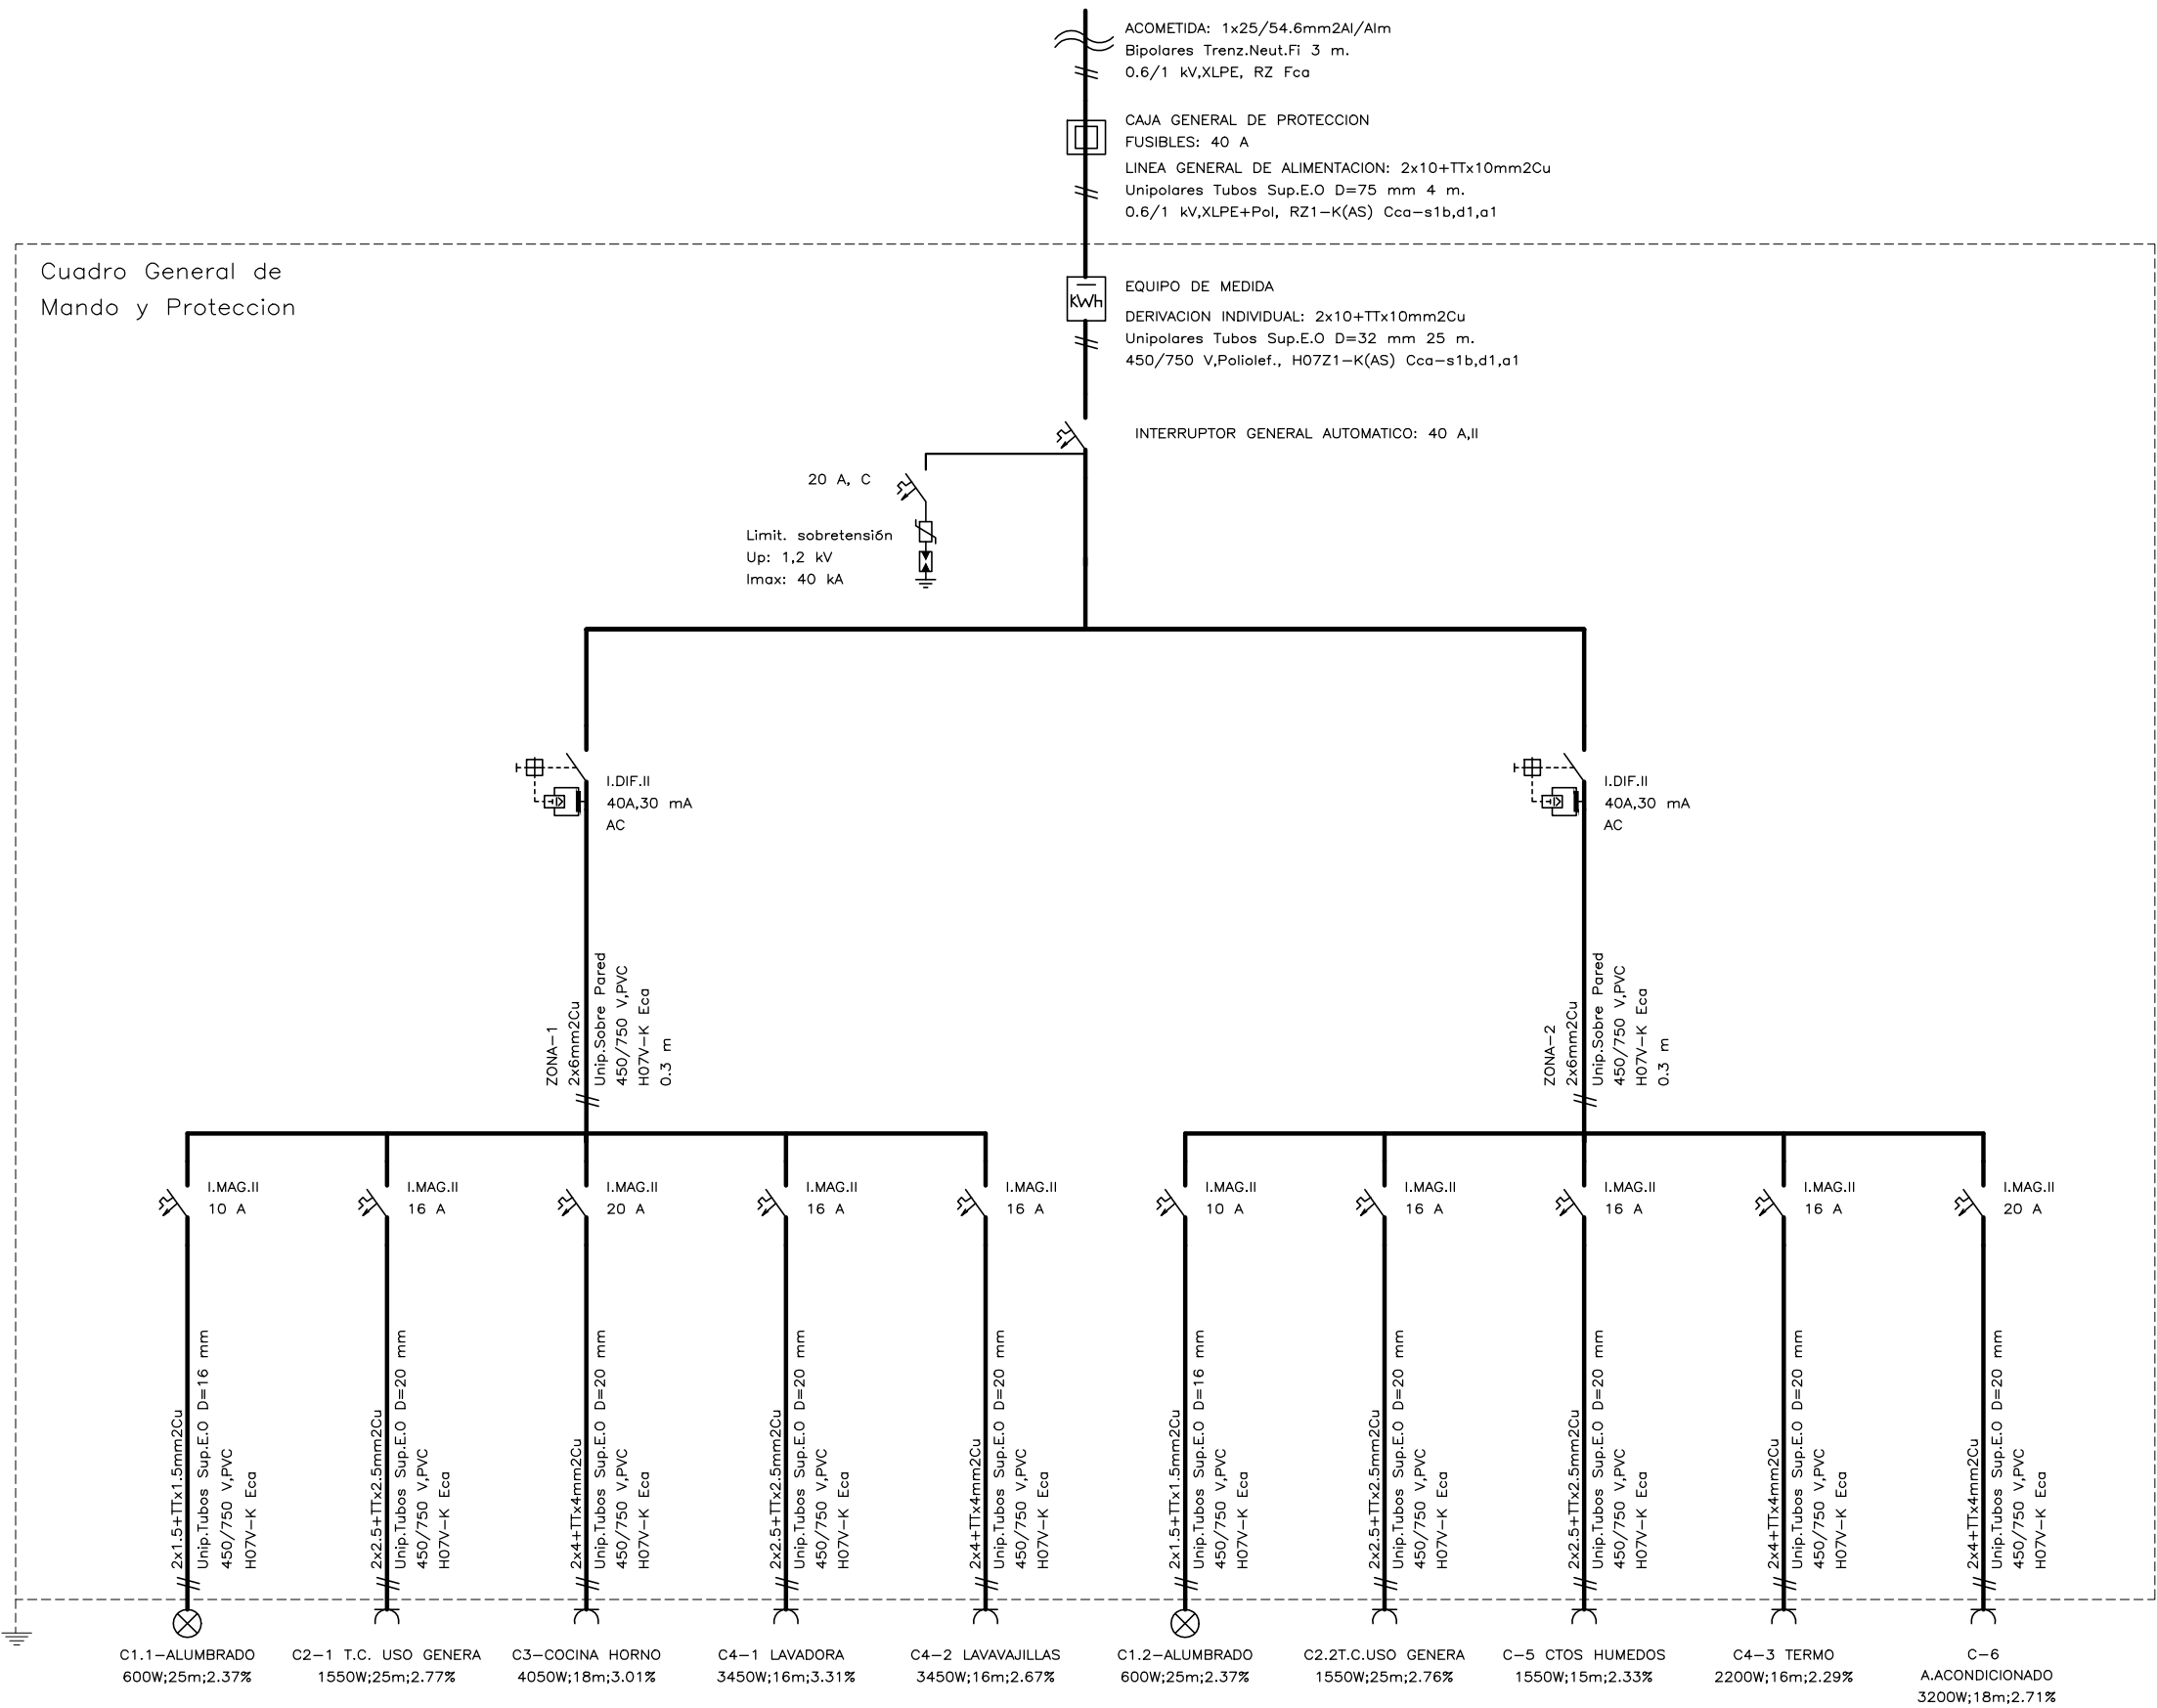 ACOMETIDA: 1x25/54.6mm2Al/Alm
Bipolares Trenz.Neut.Fi 3 m.
0.6/1 kV,XLPE, RZ Fca
CAJA GENERAL DE PROTECCION
FUSIBLES: 40 A
LINEA GENERAL DE ALIMENTACION: 2x10+TTx10mm2Cu
Unipolares Tubos Sup.E.O D=75 mm 4 m.
0.6/1 kV,XLPE+Pol, RZ1-K(AS) Cca-s1b,d1,a1
Cuadro General de
Mando y Proteccion
KWh
EQUIPO DE MEDIDA
DERIVACION INDIVIDUAL: 2x10+TTx10mm2Cu
Unipolares Tubos Sup.E.O D=32 mm 25 m.
450/750 V,Poliolef., H07Z1-K(AS) Cca-s1b,d1,a1
INTERRUPTOR GENERAL AUTOMATICO: 40 A,II
20 A, C
Limit. sobretensión
Up: 1,2 kV
Imax: 40 kA
I.DIF.II
40A,30 mA
AC
I.DIF.II
40A,30 mA
AC
ZONA-1
2x6mm2Cu
Unip.Sobre Pared
450/750 V,PVC
H07V-K Eca
0.3 m
ZONA-2
2x6mm2Cu
Unip.Sobre Pared
450/750 V,PVC
H07V-K Eca
0.3 m
I.MAG.II
10 A
I.MAG.II
16 A
I.MAG.II
20 A
I.MAG.II
16 A
I.MAG.II
16 A
I.MAG.II
10 A
I.MAG.II
16 A
I.MAG.II
16 A
I.MAG.II
16 A
I.MAG.II
20 A
2x1.5+TTx1.5mm2Cu
Unip.Tubos Sup.E.O D=16 mm
450/750 V,PVC
H07V-K Eca
2x2.5+TTx2.5mm2Cu
Unip.Tubos Sup.E.O D=20 mm
450/750 V,PVC
H07V-K Eca
2x4+TTx4mm2Cu
Unip.Tubos Sup.E.O D=20 mm
450/750 V,PVC
H07V-K Eca
2x2.5+TTx2.5mm2Cu
Unip.Tubos Sup.E.O D=20 mm
450/750 V,PVC
H07V-K Eca
2x4+TTx4mm2Cu
Unip.Tubos Sup.E.O D=20 mm
450/750 V,PVC
H07V-K Eca
2x1.5+TTx1.5mm2Cu
Unip.Tubos Sup.E.O D=16 mm
450/750 V,PVC
H07V-K Eca
2x2.5+TTx2.5mm2Cu
Unip.Tubos Sup.E.O D=20 mm
450/750 V,PVC
H07V-K Eca
2x2.5+TTx2.5mm2Cu
Unip.Tubos Sup.E.O D=20 mm
450/750 V,PVC
H07V-K Eca
2x4+TTx4mm2Cu
Unip.Tubos Sup.E.O D=20 mm
450/750 V,PVC
H07V-K Eca
2x4+TTx4mm2Cu
Unip.Tubos Sup.E.O D=20 mm
450/750 V,PVC
H07V-K Eca
C1.1-ALUMBRADO
600W;25m;2.37%
C2-1 T.C. USO GENERA
1550W;25m;2.77%
C3-COCINA HORNO
4050W;18m;3.01%
C4-1 LAVADORA
3450W;16m;3.31%
C4-2 LAVAVAJILLAS
3450W;16m;2.67%
C1.2-ALUMBRADO
600W;25m;2.37%
C2.2T.C.USO GENERA
1550W;25m;2.76%
C-5 CTOS HUMEDOS
1550W;15m;2.33%
C4-3 TERMO
2200W;16m;2.29%
C-6
A.ACONDICIONADO
3200W;18m;2.71%